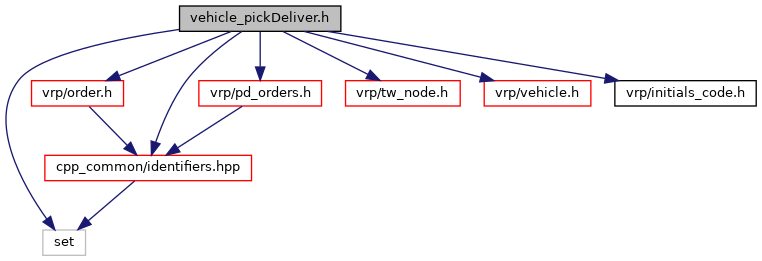 vehicle_pickDeliver.h
vrp/order.h
vrp/pd_orders.h
vrp/tw_node.h
vrp/vehicle.h
vrp/initials_code.h
cpp_common/identifiers.hpp
set